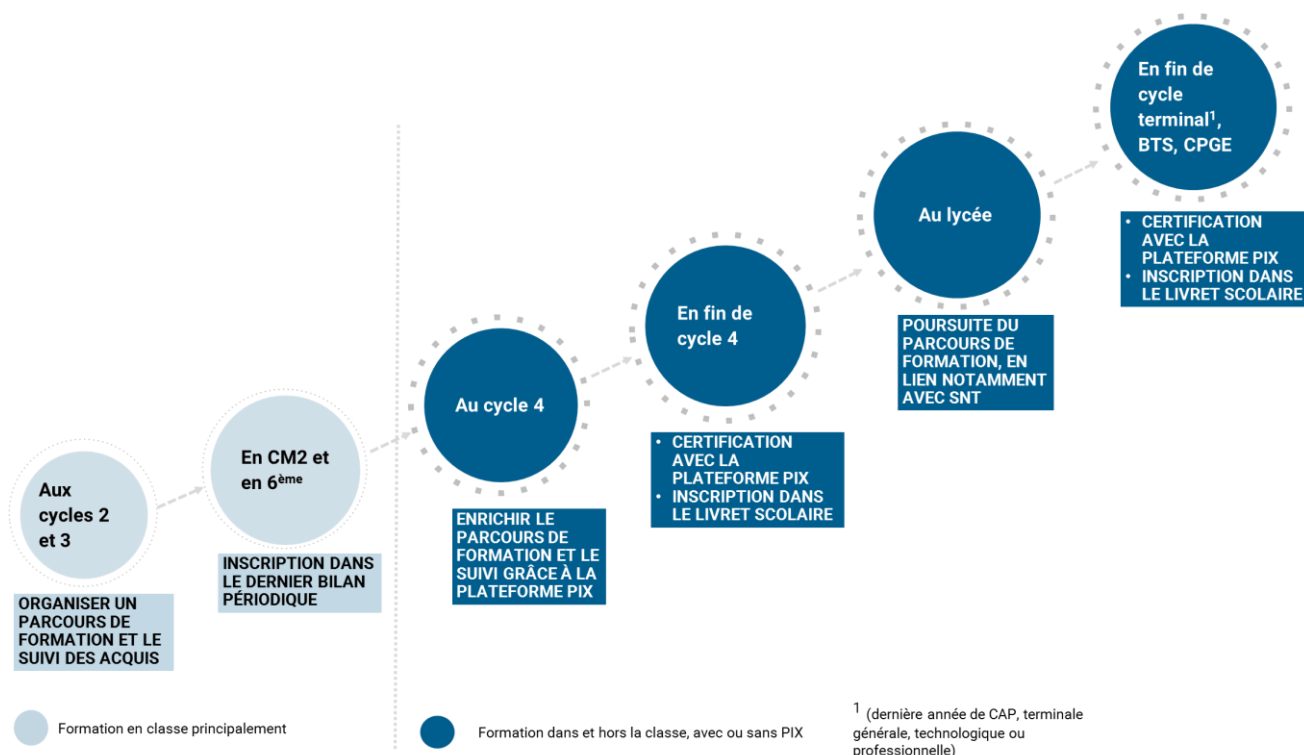 Aux
cycles 2
et 3
ORGANISER UN
PARCOURS DE
FORMATION ET LE
SUIVI DES ACQUIS
En CM2 et
en 6ème
INSCRIPTION DANS
LE DERNIER BILAN
PÉRIODIQUE
Au cycle 4
ENRICHIR LE
PARCOURS DE
FORMATION ET LE
SUIVI GRÂCE À LA
PLATEFORME PIX
En fin de
cycle 4
• CERTIFICATION
AVEC LA
PLATEFORME PIX
• INSCRIPTION DANS
LE LIVRET SCOLAIRE
Au lycée
POURSUITE DU
PARCOURS DE
FORMATION, EN
LIEN NOTAMMENT
AVEC SNT
En fin de
cycle
terminal1,
BTS, CPGE
• CERTIFICATION
AVEC LA
PLATEFORME PIX
• INSCRIPTION DANS
LE LIVRET SCOLAIRE
Formation en classe principalement
Formation dans et hors la classe, avec ou sans PIX
1 (dernière année de CAP, terminale
générale, technologique ou
professionnelle)